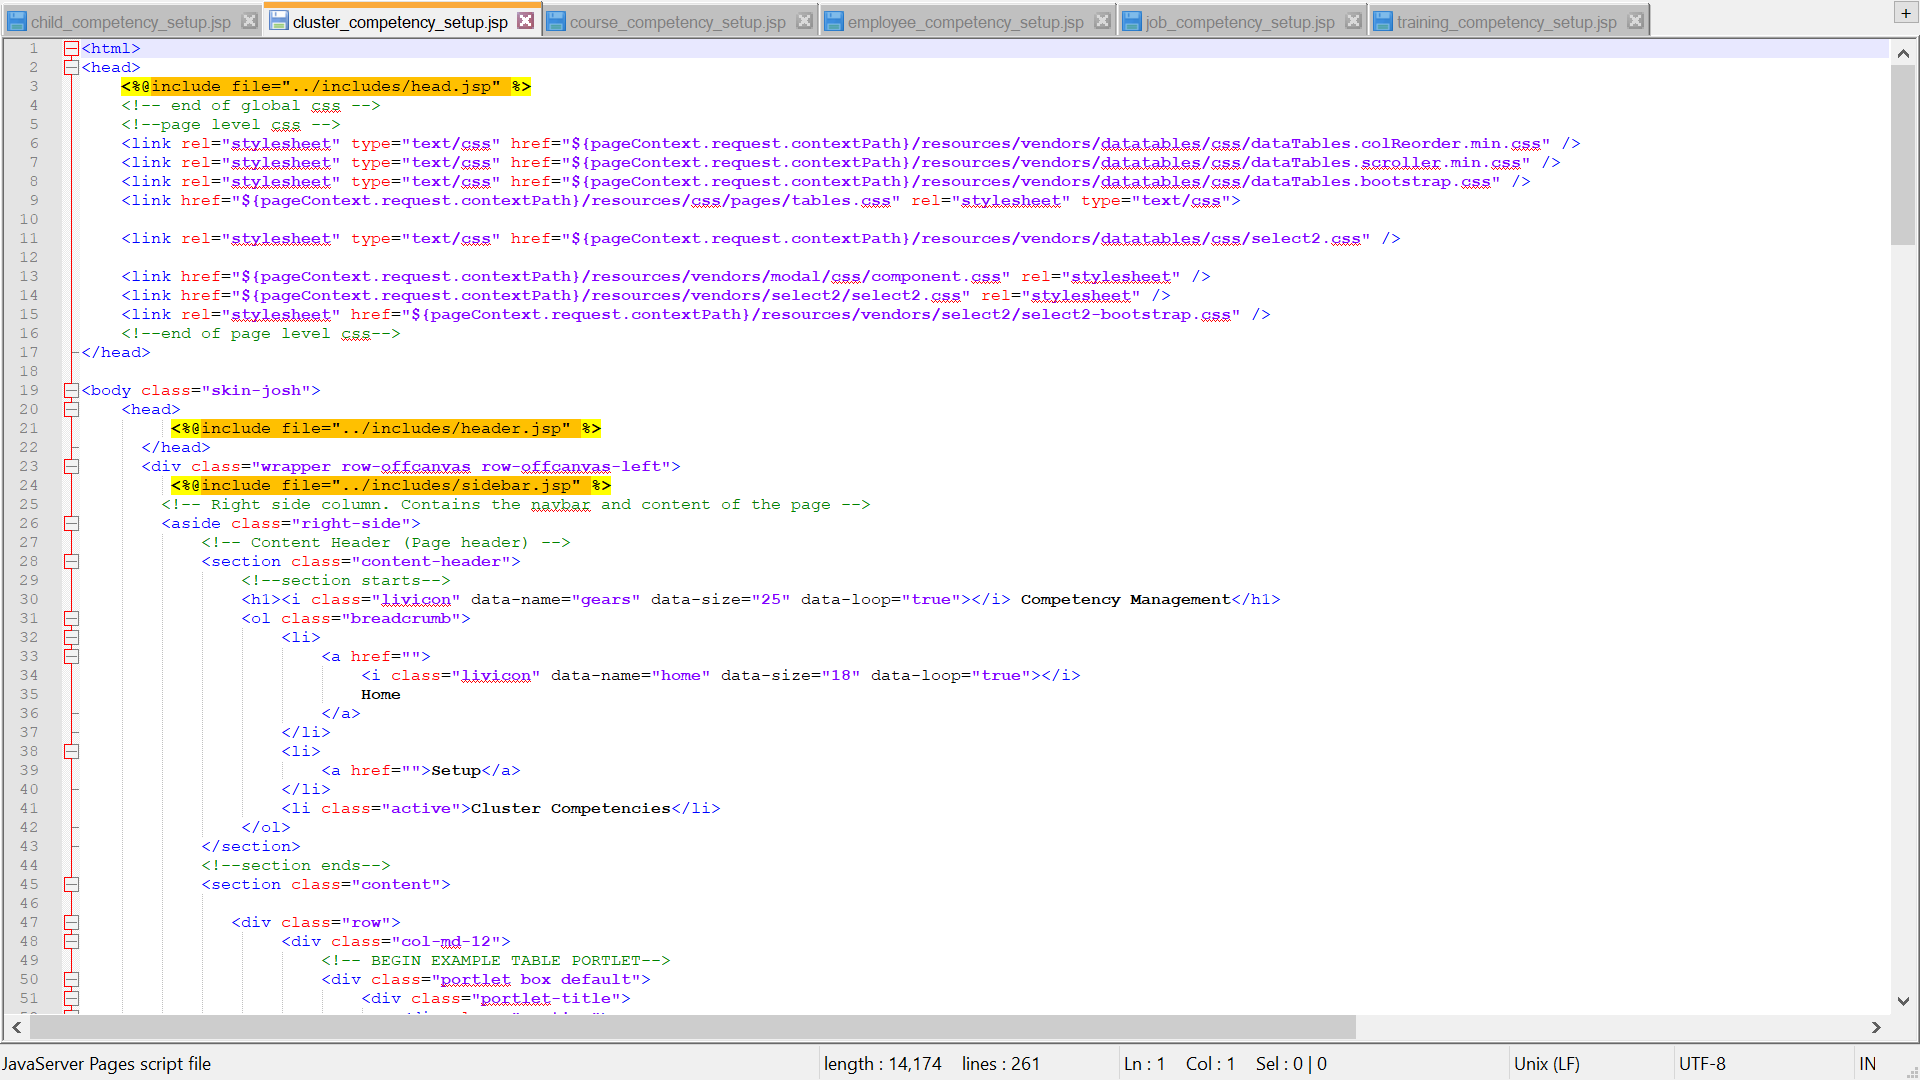 child_competency_setup.jsp cluster_competency_setup.jsp course_competency_setup.jsp employee_competency_setup.jsp job_competency_setup.jsp training_competency_setup.jsp +
1 <html>
2 <head>
3 <%@include file="../includes/head.jsp" %>
4 <!-- end of global css -->
5 <!--page level css -->
6 <link rel="stylesheet" type="text/css" href="${pageContext.request.contextPath}/resources/vendors/datatables/css/dataTables.colReorder.min.css" />
7 <link rel="stylesheet" type="text/css" href="${pageContext.request.contextPath}/resources/vendors/datatables/css/dataTables.scroller.min.css" />
8 <link rel="stylesheet" type="text/css" href="${pageContext.request.contextPath}/resources/vendors/datatables/css/dataTables.bootstrap.css" />
9 <link href="${pageContext.request.contextPath}/resources/css/pages/tables.css" rel="stylesheet" type="text/css">
10
11 <link rel="stylesheet" type="text/css" href="${pageContext.request.contextPath}/resources/vendors/datatables/css/select2.css" />
12
13 <link href="${pageContext.request.contextPath}/resources/vendors/modal/css/component.css" rel="stylesheet" />
14 <link href="${pageContext.request.contextPath}/resources/vendors/select2/select2.css" rel="stylesheet" />
15 <link rel="stylesheet" href="${pageContext.request.contextPath}/resources/vendors/select2/select2-bootstrap.css" />
16 <!--end of page level css-->
17 </head>
18
19 <body class="skin-josh">
20 <head>
21 <%@include file="../includes/header.jsp" %>
22 </head>
23 <div class="wrapper row-offcanvas row-offcanvas-left">
24 <%@include file="../includes/sidebar.jsp" %>
25 <!-- Right side column. Contains the navbar and content of the page -->
26 <aside class="right-side">
27 <!-- Content Header (Page header) -->
28 <section class="content-header">
29 <!--section starts-->
30 <h1><i class="livicon" data-name="gears" data-size="25" data-loop="true"></i> Competency Management</h1>
31 <ol class="breadcrumb">
32 <li>
33 <a href="">
34 <i class="livicon" data-name="home" data-size="18" data-loop="true"></i>
35 Home
36 </a>
37 </li>
38 <li>
39 <a href="">Setup</a>
40 </li>
41 <li class="active">Cluster Competencies</li>
42 </ol>
43 </section>
44 <!--section ends-->
45 <section class="content">
46
47 <div class="row">
48 <div class="col-md-12">
49 <!-- BEGIN EXAMPLE TABLE PORTLET-->
50 <div class="portlet box default">
51 <div class="portlet-title">
JavaServer Pages script file length : 14,174 lines : 261 Ln : 1 Col : 1 Sel : 0 | 0 Unix (LF) UTF-8 IN